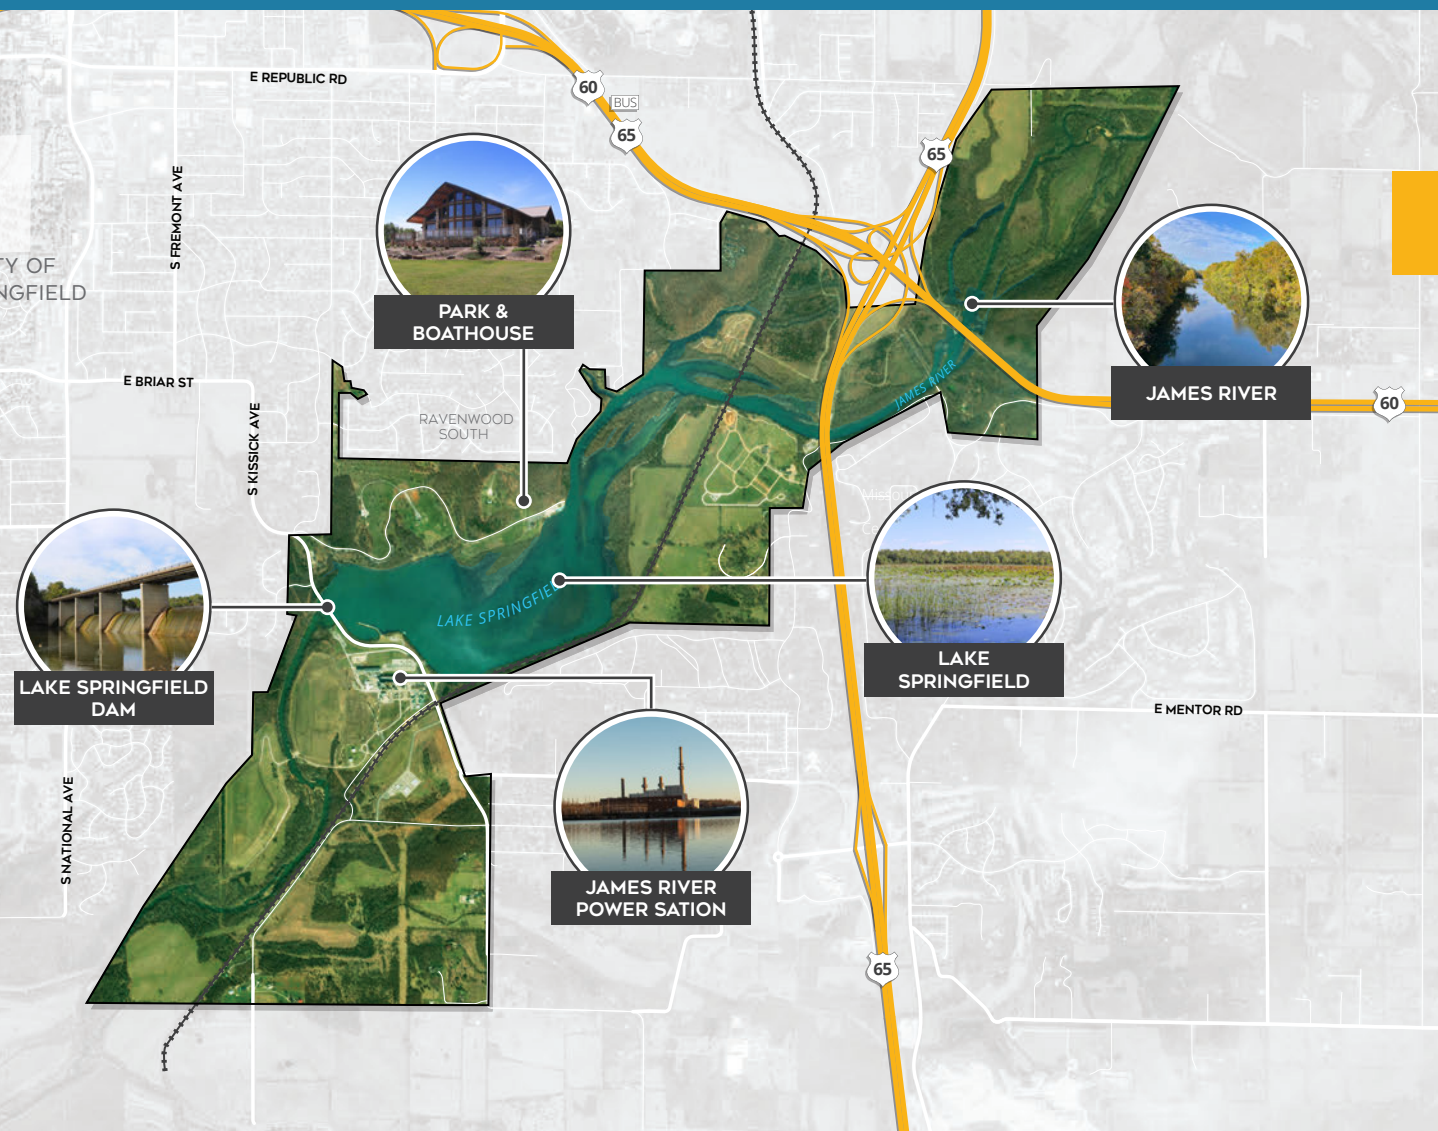 E REPUBLIC RD
60
BUS
65
65
S FREMONT AVE
TY OF
NGFIELD
PARK &
BOATHOUSE
JAMES RIVER
JAMES RIVER
60
E BRIAR ST
S KISSICK AVE
RAVENWOOD
SOUTH
LAKE SPRINGFIE
LAKE SPRINGFIELD
DAM
LAKE
SPRINGFIELD
E MENTOR RD
S NATIONAL AVE
JAMES RIVER
POWER SATION
65